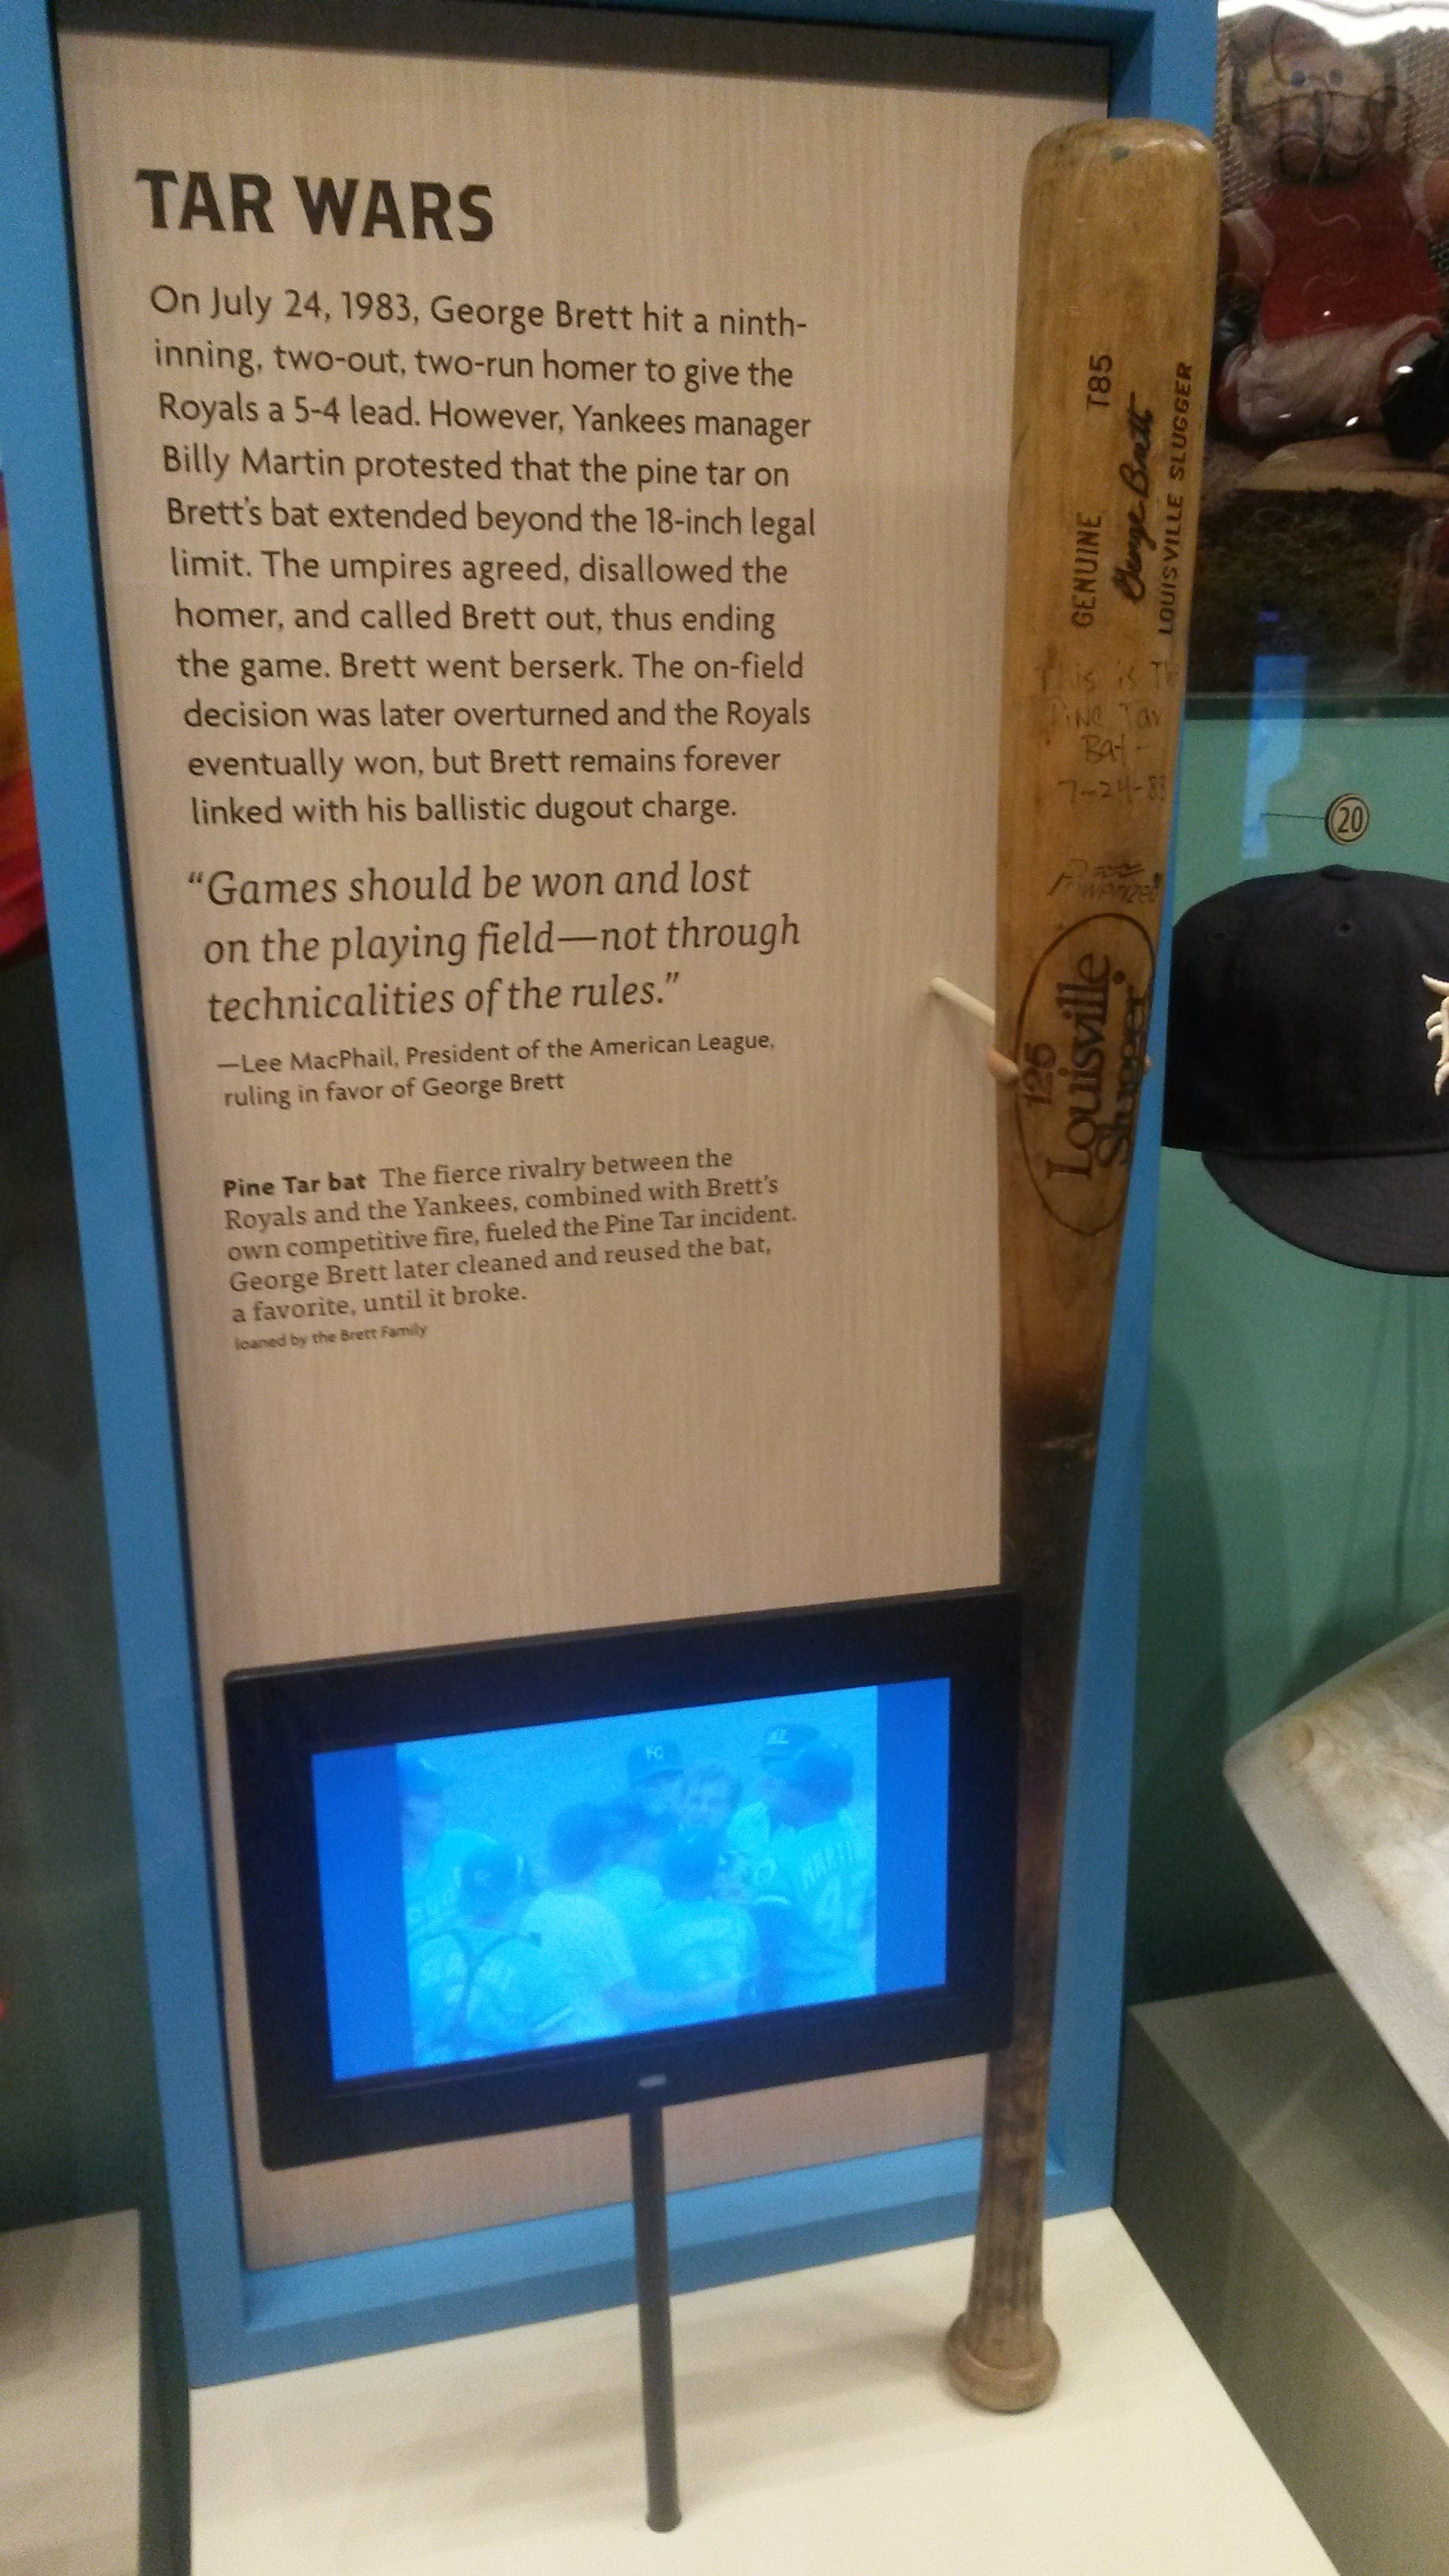 TAR WARS
On July 24, 1983, George Brett hit a ninth-
inning, two-out, two-run homer to give the
Royals a 5-4 lead. However, Yankees manager
Billy Martin protested that the pine tar on
Brett's bat extended beyond the 18-inch legal
limit. The umpires agreed, disallowed the
homer, and called Brett out, thus ending
the game. Brett went berserk. The on-field
decision was later overturned and the Royals
eventually won, but Brett remains forever
linked with his ballistic dugout charge.
“Games should be won and lost
on the playing field—not through
technicalities of the rules.”
—Lee MacPhail, President of the American League,
ruling in favor of George Brett
Pine Tar bat The fierce rivalry between the
Royals and the Yankees, combined with Brett's
own competitive fire, fueled the Pine Tar incident.
George Brett later cleaned and reused the bat,
a favorite, until it broke.
loaned by the Brett Family
GENUINE T85
George Brett
LOUISVILLE SLUGGER
This is
Pine Tar
Bat -
7-24-83
Powerized
125
Louisville
Slugger
20
KC
MARTIN